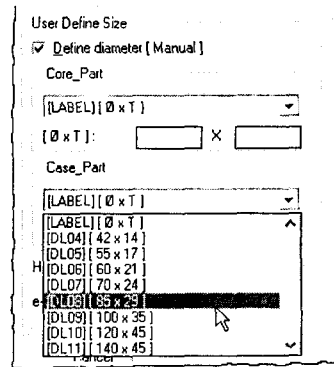 User Define Size
Define diameter [ Manual ]
Core_Part
[LABEL] [ Ø x T ]
[ Ø x T ] : X
Case_Part
[LABEL] [ Ø x T ]
[LABEL] [ Ø x T ]
[DL04] [ 42 x 14 ]
[DL05] [ 55 x 17 ]
[DL06] [ 60 x 21 ]
[DL07] [ 70 x 24 ]
H
e [DL08] [ 85 x 29 ]
[DL09] [ 100 x 35 ]
[DL10] [ 120 x 45 ]
[DL11] [ 140 x 45 ]